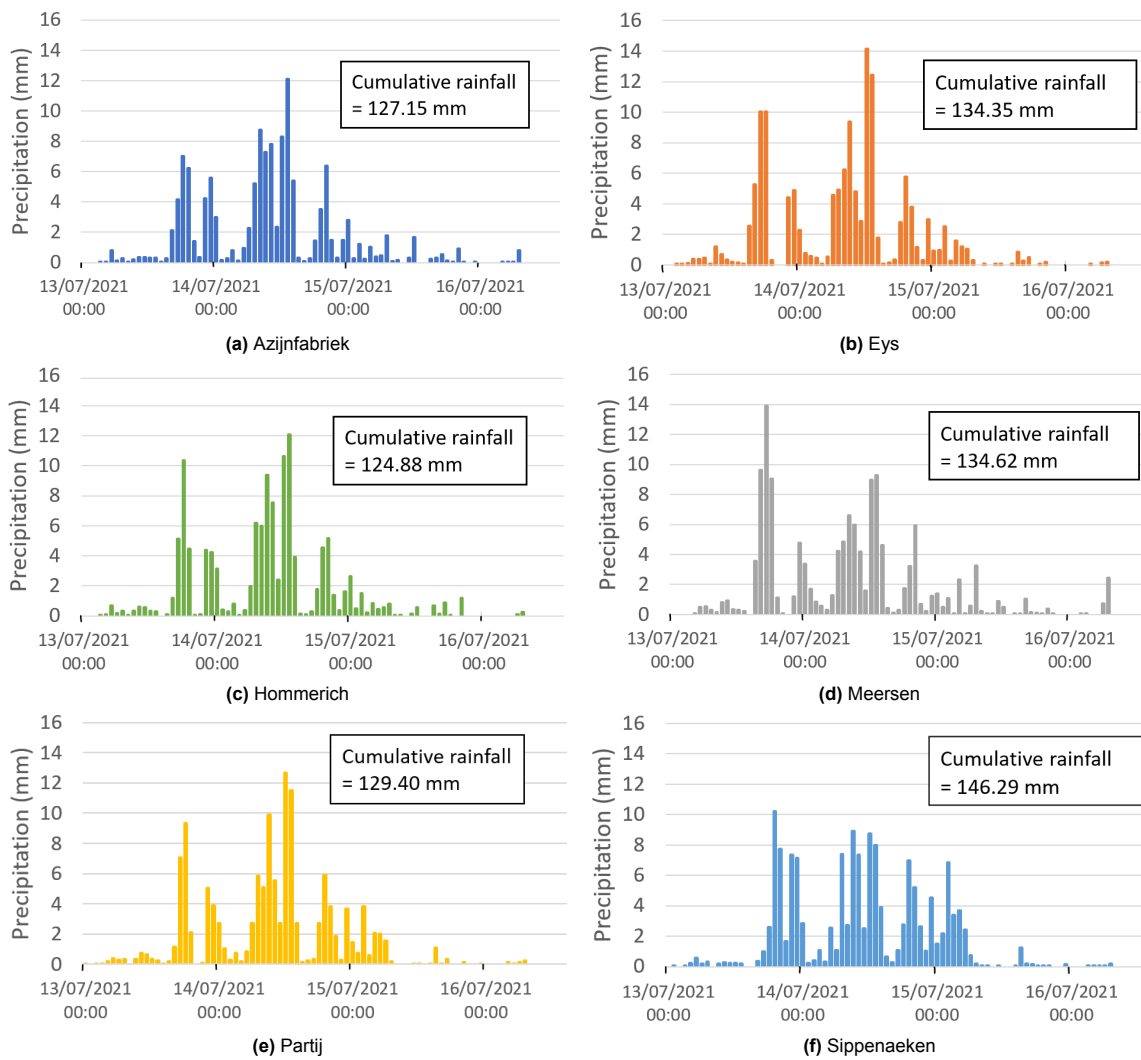 Precipitation (mm)
16
14
12
10
8
6
4
2
0
Cumulative rainfall
= 127.15 mm
13/07/2021 14/07/2021 15/07/2021 16/07/2021
00:00 00:00 00:00 00:00
(a) Azijnfabriek
Precipitation (mm)
16
14
12
10
8
6
4
2
0
Cumulative rainfall
= 134.35 mm
13/07/2021 14/07/2021 15/07/2021 16/07/2021
00:00 00:00 00:00 00:00
(b) Eys
Precipitation (mm)
16
14
12
10
8
6
4
2
0
Cumulative rainfall
= 124.88 mm
13/07/2021 14/07/2021 15/07/2021 16/07/2021
00:00 00:00 00:00 00:00
(c) Hommerich
Precipitation (mm)
16
14
12
10
8
6
4
2
0
Cumulative rainfall
= 134.62 mm
13/07/2021 14/07/2021 15/07/2021 16/07/2021
00:00 00:00 00:00 00:00
(d) Meersen
Precipitation (mm)
16
14
12
10
8
6
4
2
0
Cumulative rainfall
= 129.40 mm
13/07/2021 14/07/2021 15/07/2021 16/07/2021
00:00 00:00 00:00 00:00
(e) Partij
Precipitation (mm)
16
14
12
10
8
6
4
2
0
Cumulative rainfall
= 146.29 mm
13/07/2021 14/07/2021 15/07/2021 16/07/2021
00:00 00:00 00:00 00:00
(f) Sippenaeken